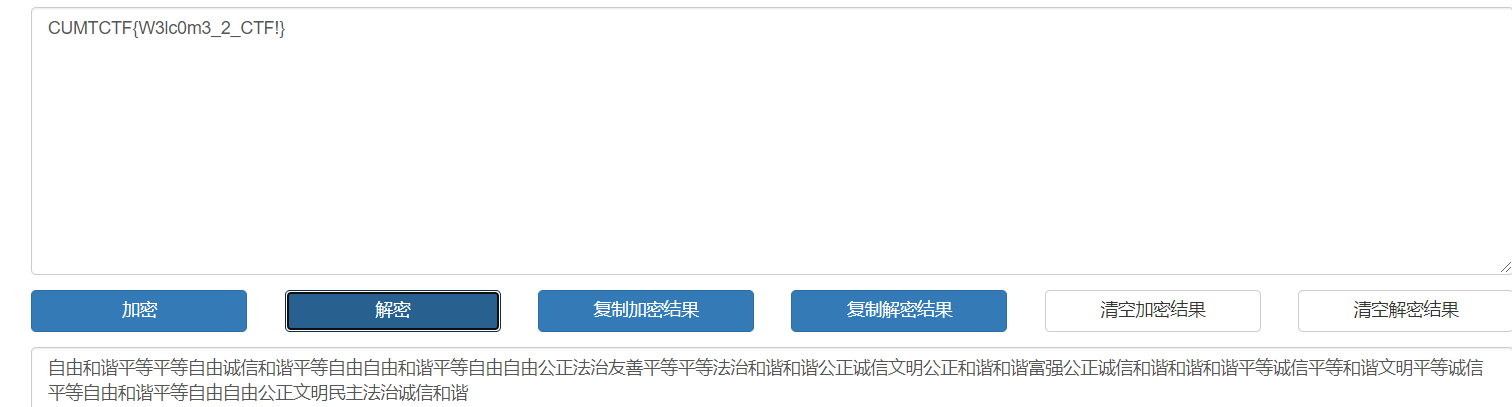 CUMTCTF{W3lc0m3_2_CTF!}
加密 解密 复制加密结果 复制解密结果 清空加密结果 清空解密结果
自由和谐平等平等自由诚信和谐平等自由自由和谐平等自由自由公正法治友善平等平等法治和谐和谐公正诚信文明公正和谐和谐富强公正诚信和谐和谐和谐平等诚信平等和谐文明平等诚信
平等自由和谐平等自由自由公正文明民主法治诚信和谐